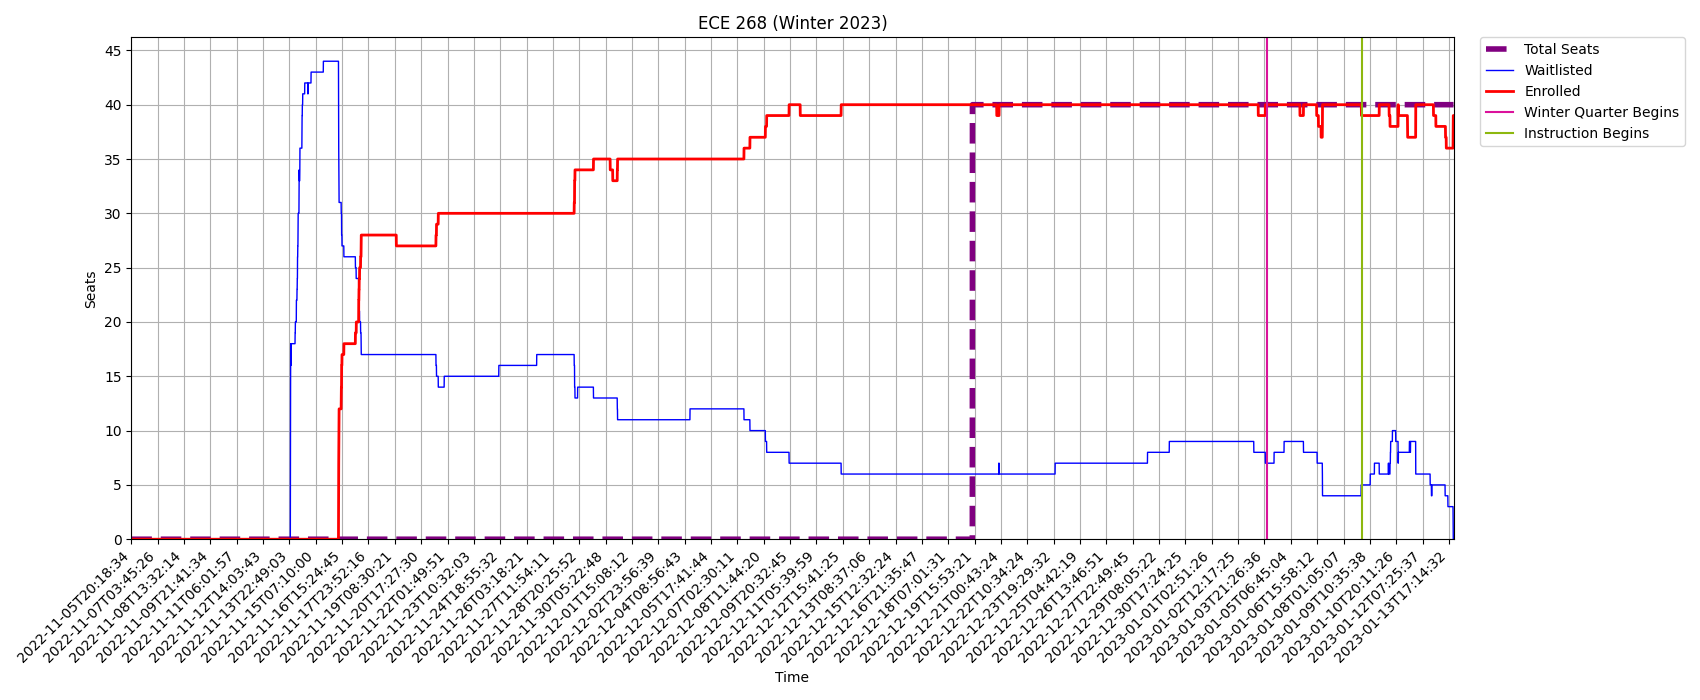 ECE 268 (Winter 2023)
Total Seats
Waitlisted
Enrolled
Winter Quarter Begins
Instruction Begins
Seats
45
40
35
30
25
20
15
10
5
0
2022-11-05T20:18:34
2022-11-07T03:45:26
2022-11-08T13:32:14
2022-11-09T21:41:34
2022-11-11T06:01:57
2022-11-12T14:03:43
2022-11-13T22:49:03
2022-11-15T07:10:00
2022-11-16T15:24:45
2022-11-17T23:52:16
2022-11-19T08:30:21
2022-11-20T17:27:30
2022-11-22T01:49:51
2022-11-23T10:32:03
2022-11-24T18:55:32
2022-11-26T03:18:21
2022-11-27T11:54:11
2022-11-28T20:25:52
2022-11-30T05:22:48
2022-12-01T15:08:12
2022-12-02T23:56:39
2022-12-04T08:56:43
2022-12-05T17:41:44
2022-12-07T02:30:11
2022-12-08T11:44:20
2022-12-09T20:32:45
2022-12-11T05:39:59
2022-12-12T15:41:25
2022-12-13T08:37:06
2022-12-15T12:32:24
2022-12-16T21:35:47
2022-12-18T07:01:31
2022-12-19T15:53:21
2022-12-21T00:43:24
2022-12-22T10:34:24
2022-12-23T19:29:32
2022-12-25T04:42:19
2022-12-26T13:46:51
2022-12-27T22:49:45
2022-12-29T08:05:22
2022-12-30T17:24:25
2023-01-01T02:51:26
2023-01-02T12:17:25
2023-01-03T21:26:36
2023-01-05T06:45:04
2023-01-06T15:58:12
2023-01-08T01:05:07
2023-01-09T10:35:38
2023-01-10T20:11:26
2023-01-12T07:25:37
2023-01-13T17:14:32
Time